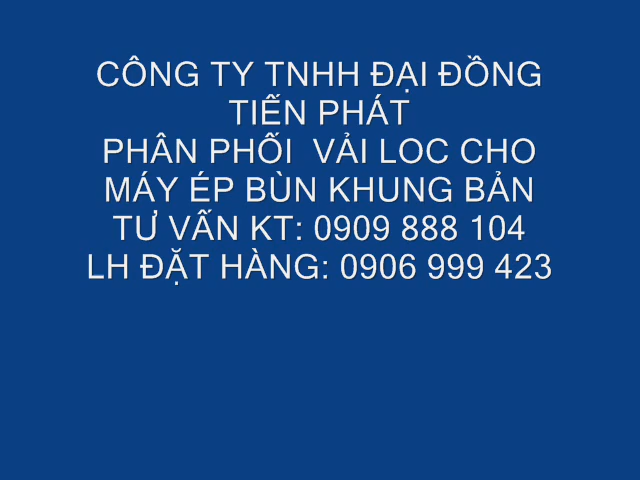 CÔNG TY TNHH ĐẠI ĐỒNG
TIẾN PHÁT
PHÂN PHỐI  VẢI LOC CHO
MÁY ÉP BÙN KHUNG BẢN
TƯ VẤN KT: 0909 888 104
LH ĐẶT HÀNG: 0906 999 423